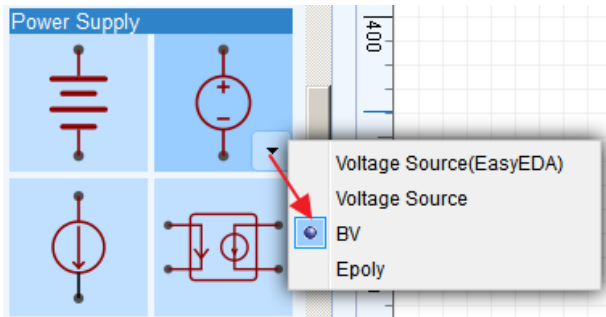 Power Supply
400
Voltage Source(EasyEDA)
Voltage Source
BV
Epoly